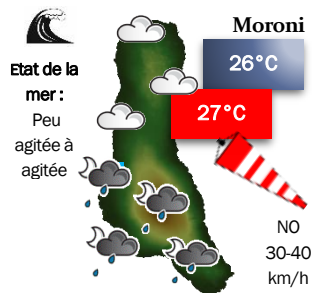 Moroni
26°C
27°C
Etat de la
mer :
Peu
agitée à
agitée
NO
30-40
km/h